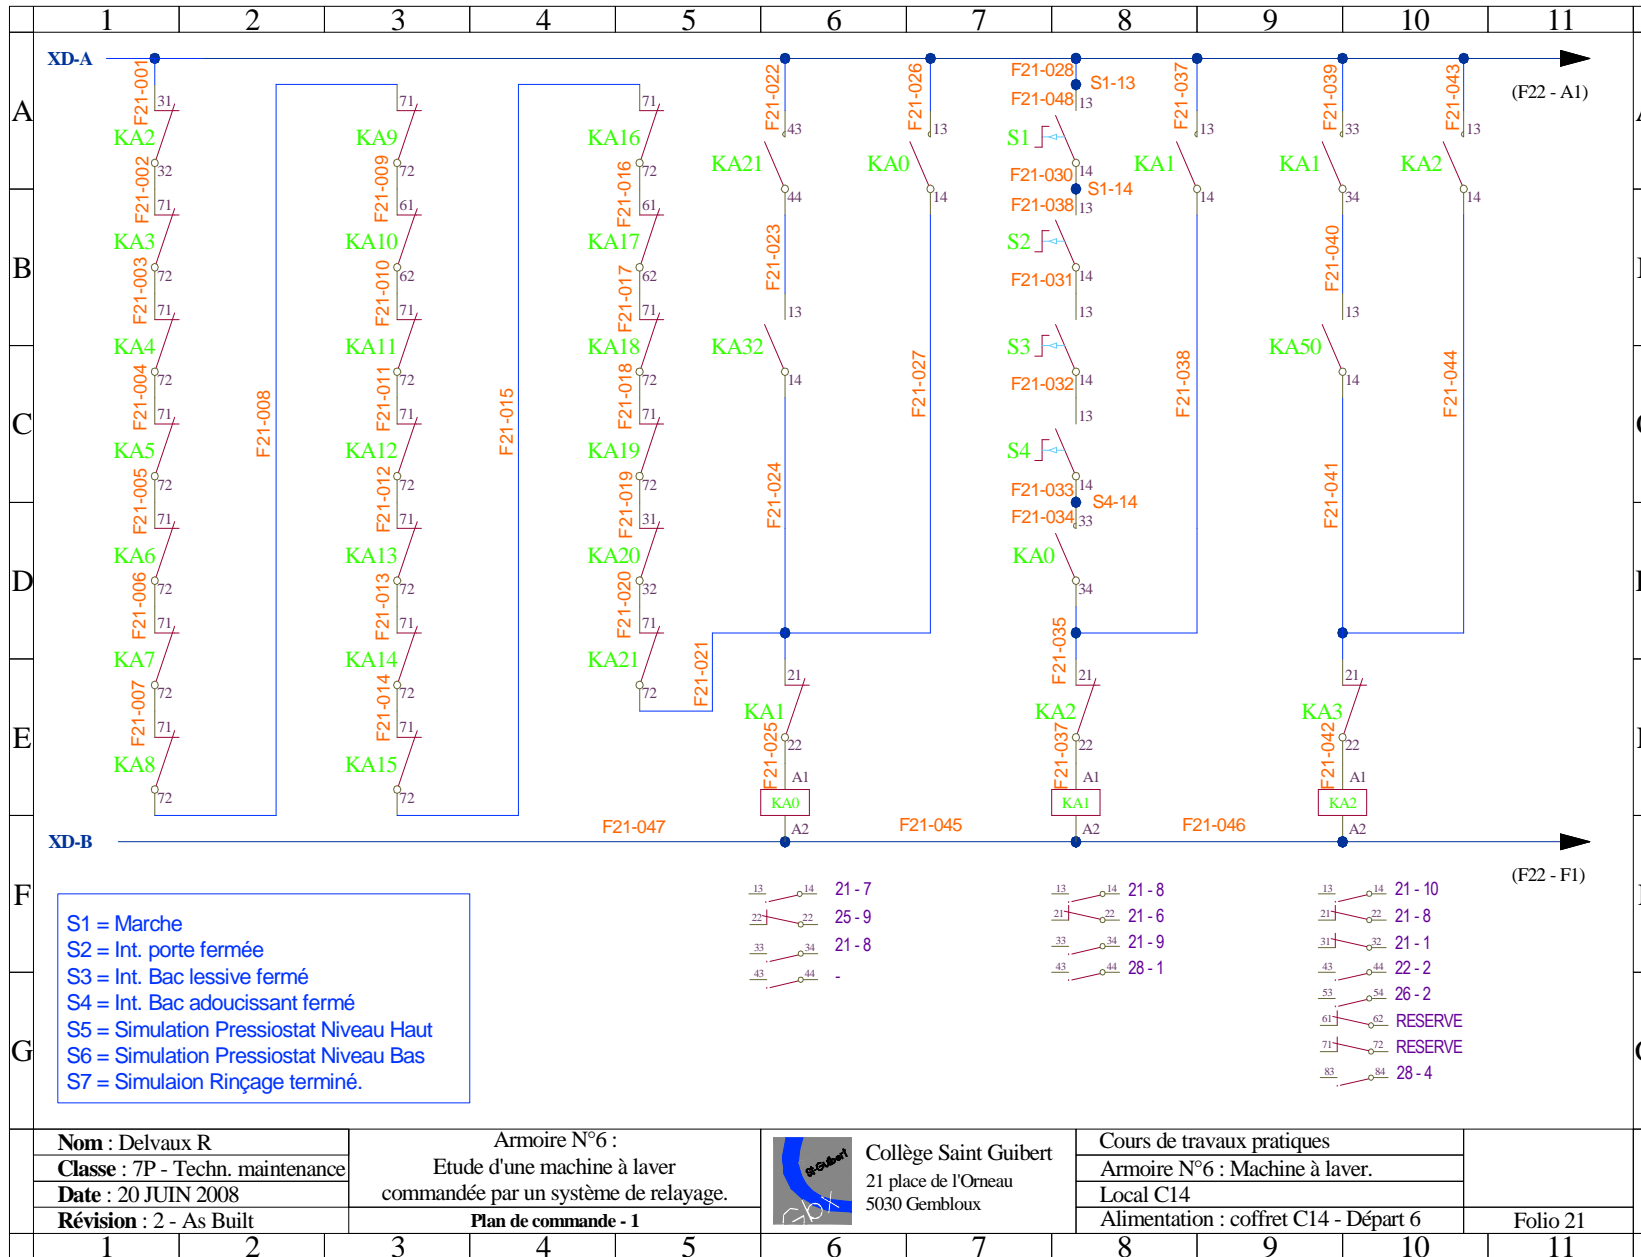 1 2 3 4 5 6 7 8 9 10 11
XD-A
(F22 - A1)
A
B
C
D
E
F
G
A
F21-001
31
KA2
32
F21-002
71
KA3
72
F21-003
71
KA4
72
F21-004
71
KA5
72
F21-005
71
KA6
72
F21-006
71
KA7
72
F21-007
71
KA8
72
F21-008
71
KA9
72
F21-009
61
KA10
62
F21-010
71
KA11
72
F21-011
71
KA12
72
F21-012
71
KA13
72
F21-013
71
KA14
72
F21-014
71
KA15
72
F21-015
71
KA16
72
F21-016
61
KA17
62
F21-017
71
KA18
72
F21-018
71
KA19
72
F21-019
31
KA20
32
F21-020
71
KA21
72
F21-021
F21-022
43
KA21
44
F21-023
13
KA32
14
F21-024
21
KA1
22
F21-025
A1
KA0
A2
F21-026
13
KA0
14
F21-027
F21-028
S1-13
F21-048
13
S1
14
F21-030
S1-14
F21-038
13
S2
14
F21-031
13
S3
14
F21-032
13
S4
14
F21-033
S4-14
F21-034
33
KA0
34
F21-035
21
KA2
22
F21-037
A1
KA1
A2
F21-037
13
KA1
14
F21-038
F21-039
33
KA1
34
F21-040
13
KA50
14
F21-041
21
KA3
22
F21-042
A1
KA2
A2
F21-043
13
KA2
14
F21-044
XD-B
F21-047
F21-045
F21-046
(F22 - F1)
13 14 21 - 7
22 22 25 - 9
33 34 21 - 8
43 44 -
13 14 21 - 8
21 22 21 - 6
33 34 21 - 9
43 44 28 - 1
13 14 21 - 10
21 22 21 - 8
31 32 21 - 1
43 44 22 - 2
53 54 26 - 2
61 62 RESERVE
71 72 RESERVE
83 84 28 - 4
S1 = Marche
S2 = Int. porte fermée
S3 = Int. Bac lessive fermé
S4 = Int. Bac adoucissant fermé
S5 = Simulation Pressiostat Niveau Haut
S6 = Simulation Pressiostat Niveau Bas
S7 = Simulaion Rinçage terminé.
Nom : Delvaux R
Classe : 7P - Techn. maintenance
Date : 20 JUIN 2008
Révision : 2 - As Built
Armoire N°6 :
Etude d'une machine à laver
commandée par un système de relayage.
Plan de commande - 1
St-Guibert
Gbx
Collège Saint Guibert
21 place de l'Orneau
5030 Gembloux
Cours de travaux pratiques
Armoire N°6 : Machine à laver.
Local C14
Alimentation : coffret C14 - Départ 6
Folio 21
1 2 3 4 5 6 7 8 9 10 11